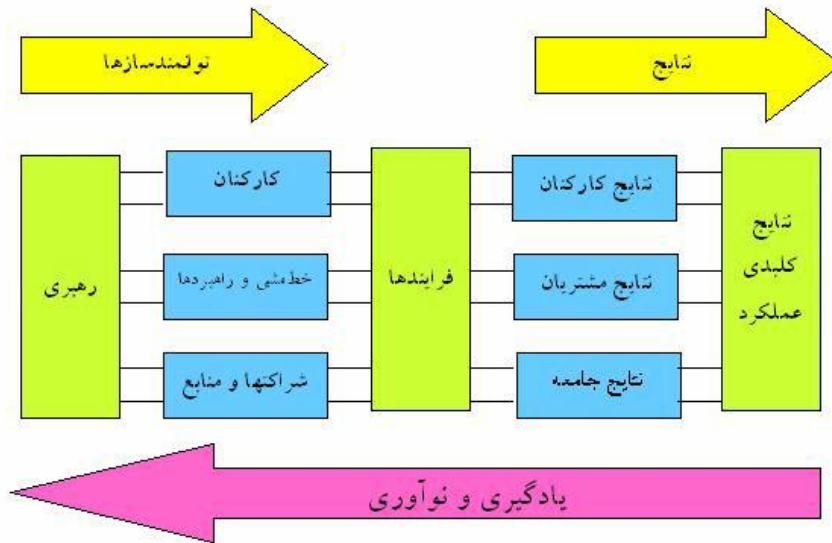 توانمندسازها
نتایج
رهبری
کارکنان
خط‌مشی و راهبردها
شراکتها و منابع
فرایندها
نتایج کارکنان
نتایج مشتریان
نتایج جامعه
نتایج
کلیدی
عملکرد
یادگیری و نوآوری